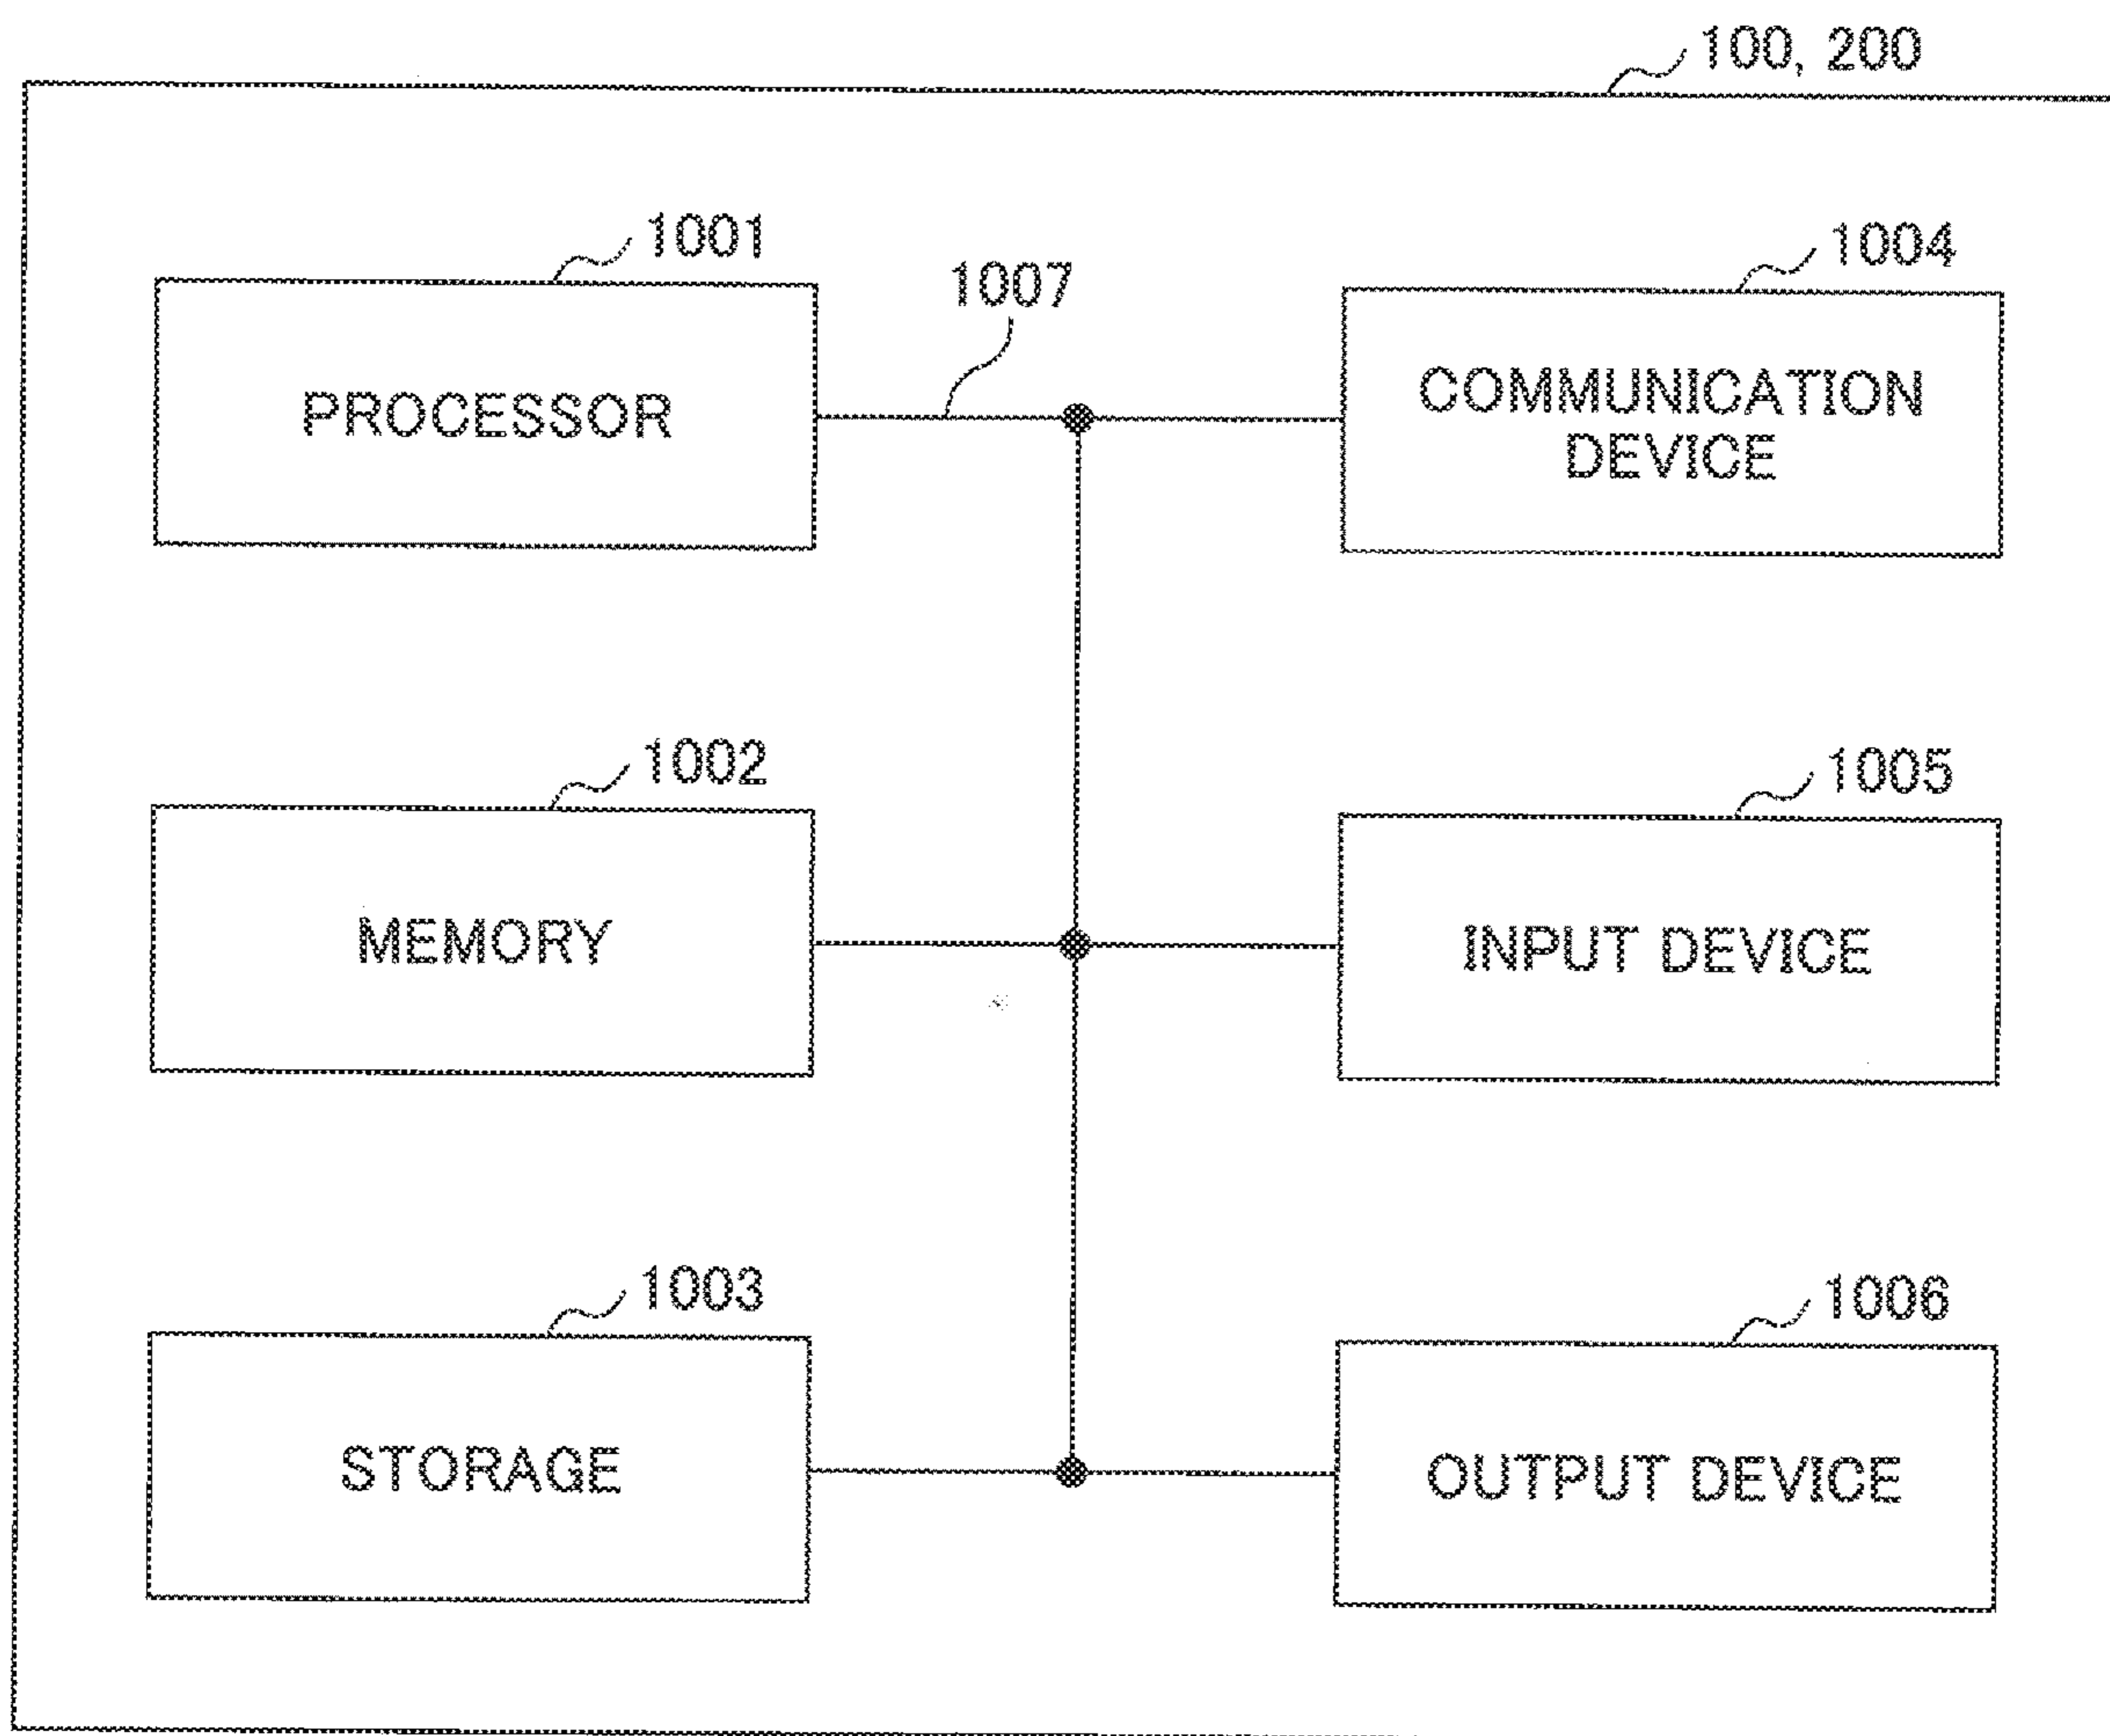 100, 200
1001
1007
1004
PROCESSOR
COMMUNICATION
DEVICE
1002
1005
MEMORY
INPUT DEVICE
1003
1006
STORAGE
OUTPUT DEVICE